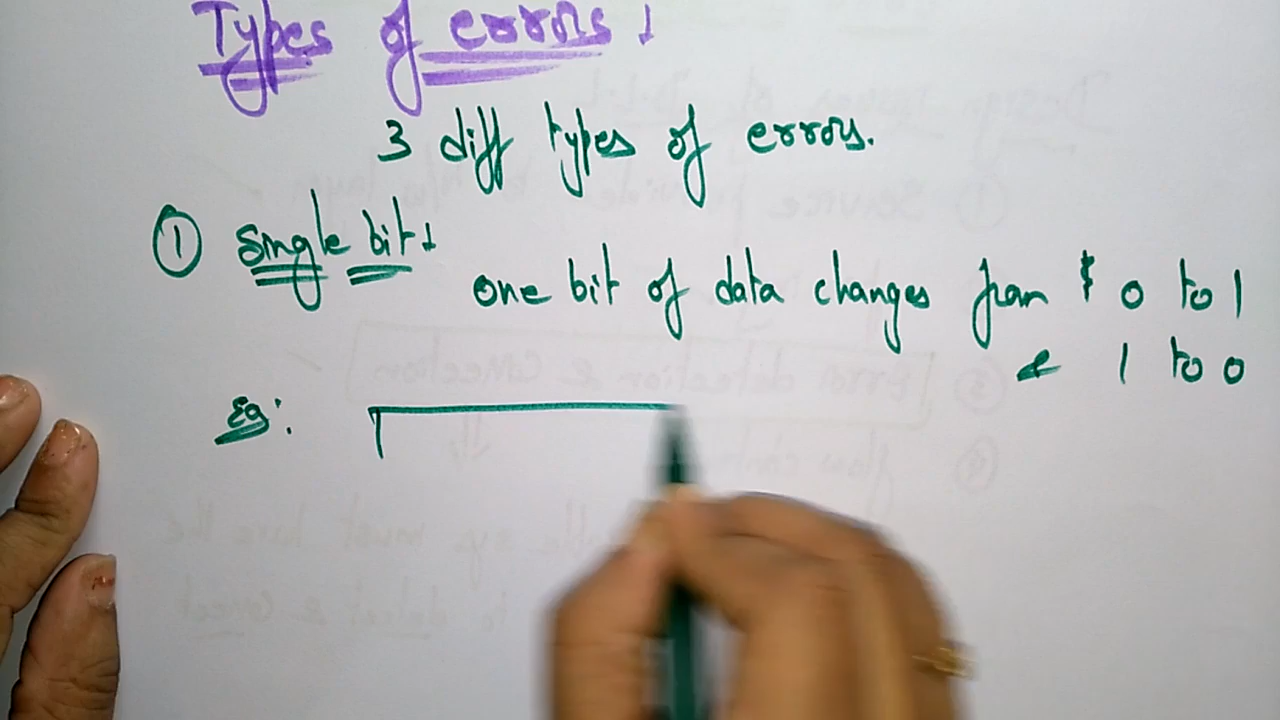 Types of errors:
3 diff types of errors.
① Single bit:
one bit of data changes from 0 to 1
& 1 to 0
Eg: